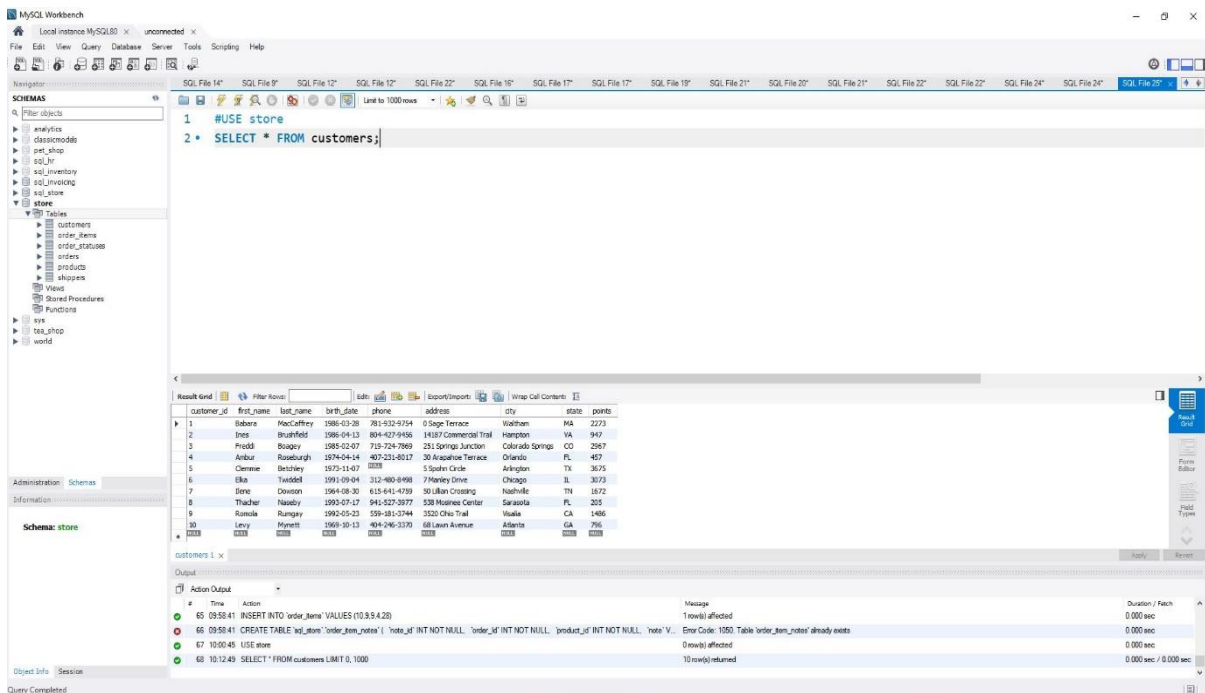 MySQL Workbench
Local instance MySQL80 × unconnected ×
File Edit View Query Database Server Tools Scripting Help
Navigator
SCHEMAS
Filter objects
analytics
classicmodels
pet_shop
sql_hr
sql_inventory
sql_invoicing
sql_store
store
Tables
customers
order_items
order_statuses
orders
products
shippers
Views
Stored Procedures
Functions
sys
tea_shop
world
Administration Schemas
Information
Schema: store
Object Info Session
SQL File 14* SQL File 9* SQL File 12* SQL File 12* SQL File 22* SQL File 16* SQL File 17* SQL File 17* SQL File 19* SQL File 21* SQL File 20* SQL File 21* SQL File 22* SQL File 22* SQL File 24* SQL File 24* SQL File 25* ×
Limit to 1000 rows
1 #USE store
2 SELECT * FROM customers;
Result Grid Filter Rows: Edit: Export/Import: Wrap Cell Content:
customer_id first_name last_name birth_date phone address city state points
1 Babara MacCaffrey 1986-03-28 781-932-9754 0 Sage Terrace Waltham MA 2273
2 Ines Brushfield 1986-04-13 804-427-9456 14187 Commercial Trail Hampton VA 947
3 Freddi Boagey 1985-02-07 719-724-7869 251 Springs Junction Colorado Springs CO 2967
4 Ambur Roseburgh 1974-04-14 407-231-8017 30 Arapahoe Terrace Orlando FL 457
5 Clemmie Betchley 1973-11-07 NULL 5 Spohn Circle Arlington TX 3675
6 Elka Twiddell 1991-09-04 312-480-8498 7 Manley Drive Chicago IL 3073
7 Ilene Dowson 1964-08-30 615-641-4759 50 Lillian Crossing Nashville TN 1672
8 Thacher Naseby 1993-07-17 941-527-3977 538 Mosinee Center Sarasota FL 205
9 Romola Rumgay 1992-05-23 559-181-3744 3520 Ohio Trail Visalia CA 1486
10 Levy Mynett 1969-10-13 404-246-3370 68 Lawn Avenue Atlanta GA 796
NULL NULL NULL NULL NULL NULL NULL NULL NULL
Result Grid
Form Editor
Field Types
customers 1 × Apply Revert
Output
Action Output
# Time Action Message Duration / Fetch
65 09:58:41 INSERT INTO `order_items` VALUES (10,9,9,4.28) 1 row(s) affected 0.000 sec
66 09:58:41 CREATE TABLE `sql_store`.`order_item_notes` ( `note_id` INT NOT NULL, `order_id` INT NOT NULL, `product_id` INT NOT NULL, `note` V... Error Code: 1050. Table 'order_item_notes' already exists 0.000 sec
67 10:00:45 USE store 0 row(s) affected 0.000 sec
68 10:12:49 SELECT * FROM customers LIMIT 0, 1000 10 row(s) returned 0.000 sec / 0.000 sec
Query Completed